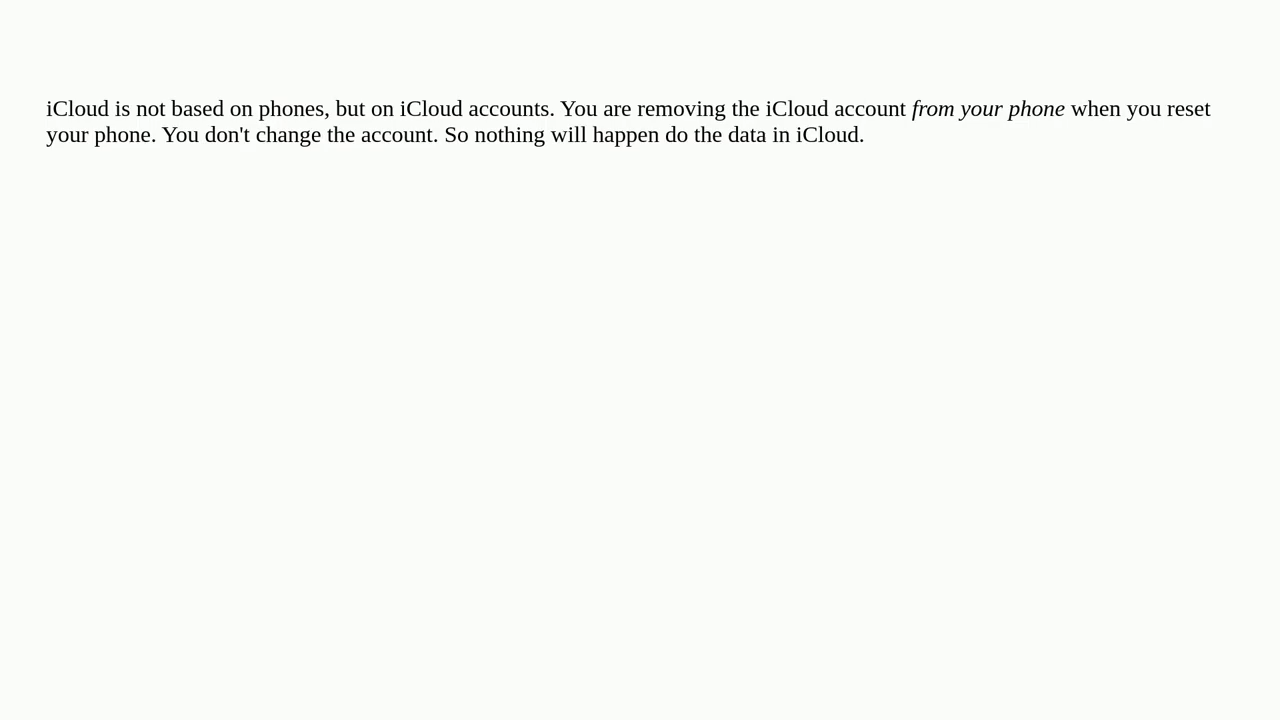 iCloud is not based on phones, but on iCloud accounts. You are removing the iCloud account from your phone when you reset
your phone. You don't change the account. So nothing will happen do the data in iCloud.